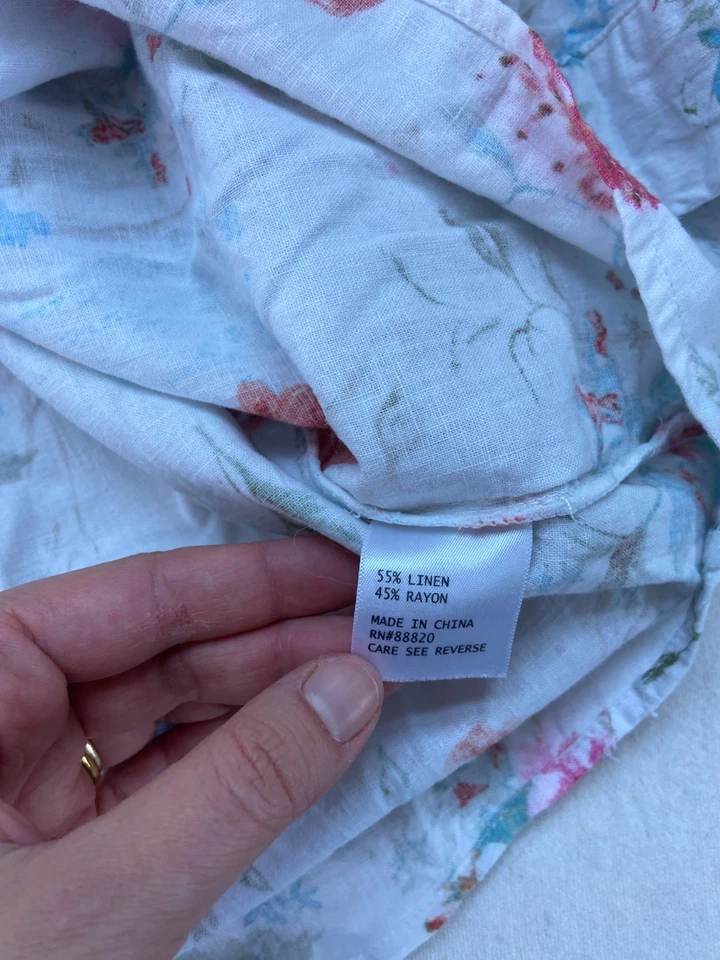 55% LINEN
45% RAYON
MADE IN CHINA
RN#88820
CARE SEE REVERSE